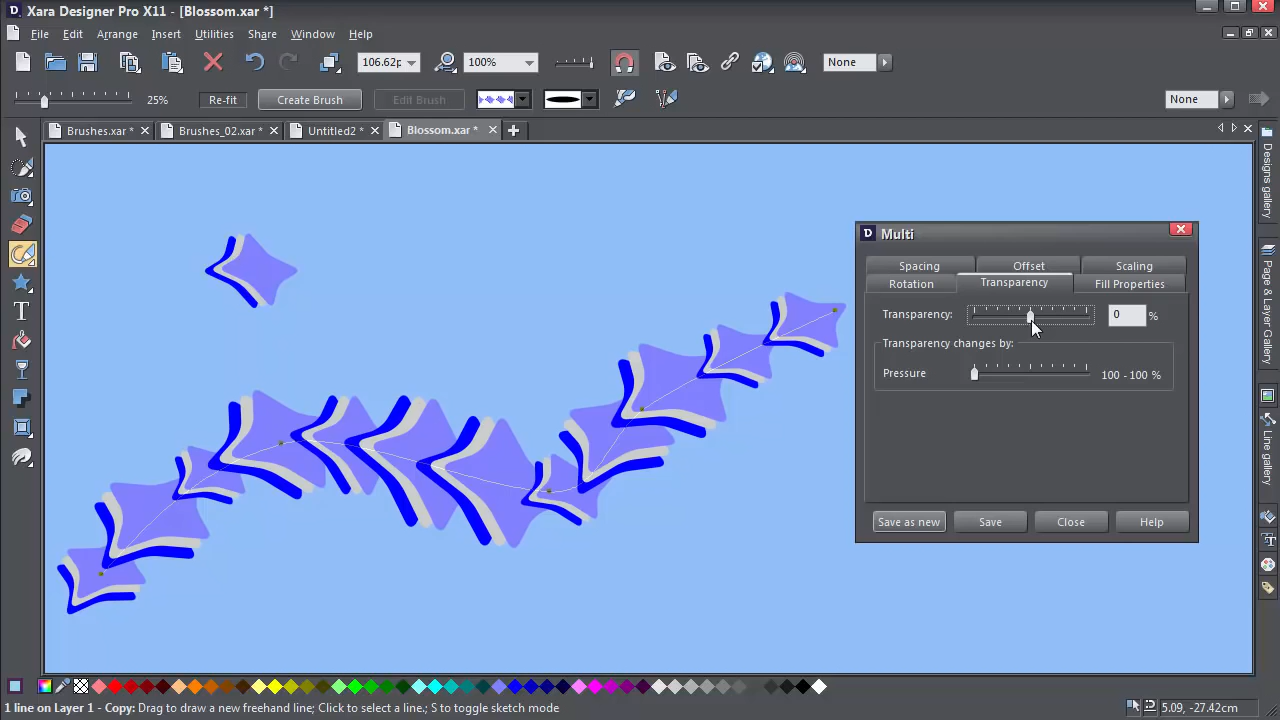 Xara Designer Pro X11 - [Blossom.xar *]
File Edit Arrange Insert Utilities Share Window Help
106.62p 100% None
25% Re-fit Create Brush Edit Brush None
Brushes.xar * Brushes_02.xar * Untitled2 * Blossom.xar *
Designs gallery
Page & Layer gallery
Line gallery
Multi
Spacing Offset Scaling
Rotation Transparency Fill Properties
Transparency: 0 %
Transparency changes by:
Pressure 100 - 100 %
Save as new Save Close Help
1 line on Layer 1 - Copy: Drag to draw a new freehand line; Click to select a line.; S to toggle sketch mode 5.09, -27.42cm